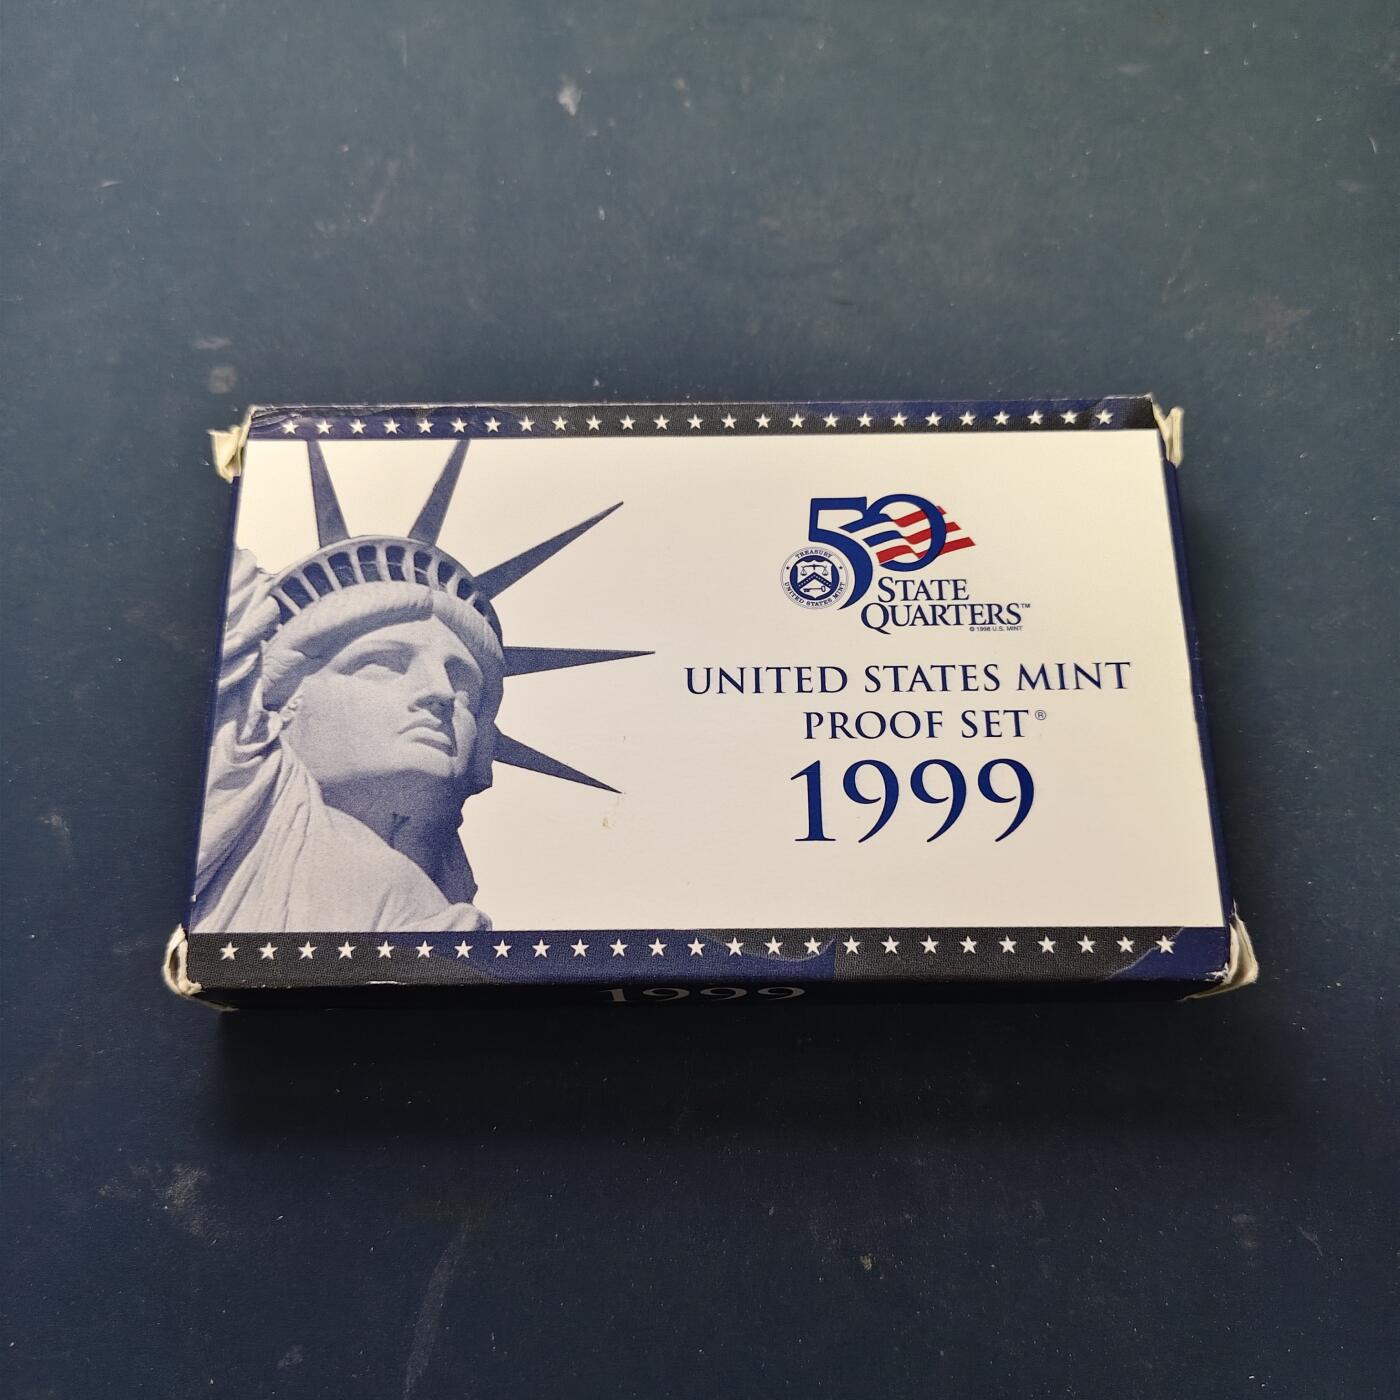 50
TREASURY
UNITED STATES MINT
STATE
QUARTERS™
© 1998 U.S. MINT
UNITED STATES MINT
PROOF SET®
1999
1999